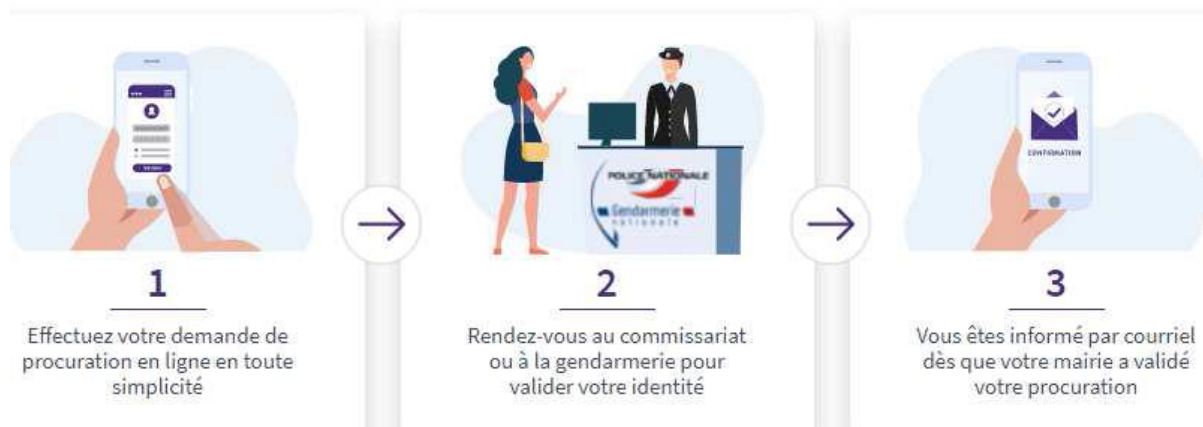 CONFIRMATION
POLICE NATIONALE
Gendarmerie
nationale
1
Effectuez votre demande de
procuration en ligne en toute
simplicité
2
Rendez-vous au commissariat
ou à la gendarmerie pour
valider votre identité
3
Vous êtes informé par courriel
dès que votre mairie a validé
votre procuration